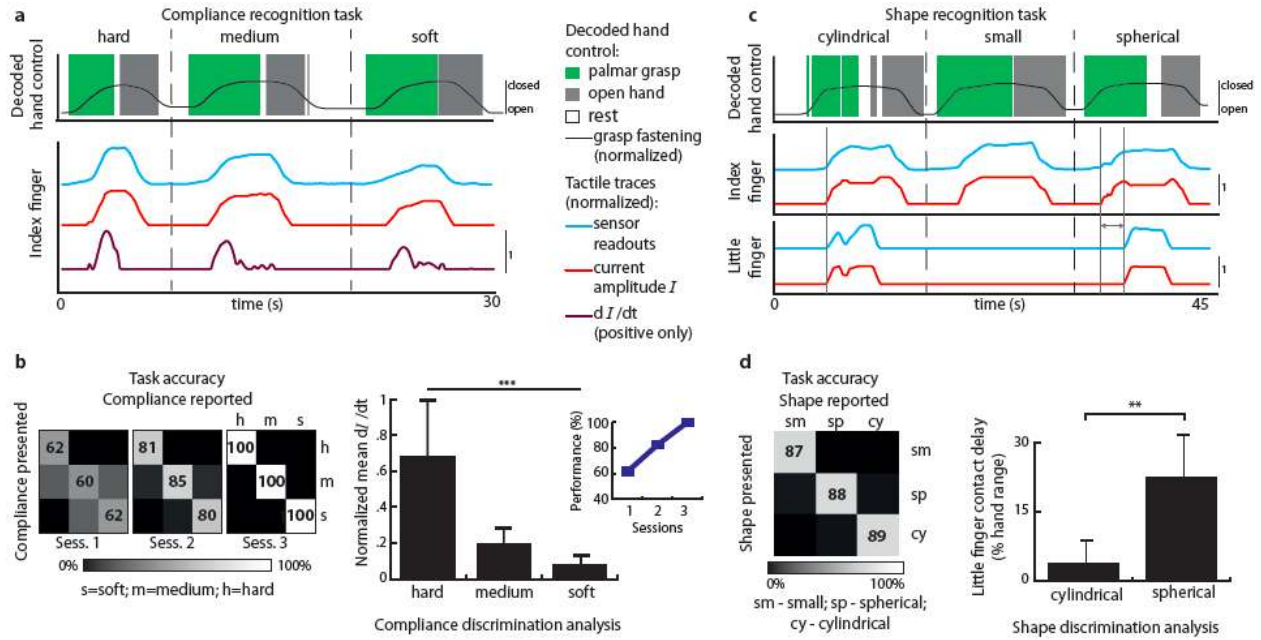 a
Compliance recognition task
hard
medium
soft
Decoded
hand control
closed
open
Index finger
1
0
time (s)
30
Decoded hand
control:
palmar grasp
open hand
rest
grasp fastening
(normalized)
Tactile traces
(normalized):
sensor
readouts
current
amplitude I
d I /dt
(positive only)
c
Shape recognition task
cylindrical
small
spherical
Decoded
hand control
closed
open
Index
finger
1
Little
finger
1
0
time (s)
45
b
Task accuracy
Compliance reported
h m s
Compliance presented
62
60
62
81
85
80
100
100
100
h
m
s
Sess. 1
Sess. 2
Sess. 3
0%
100%
s=soft; m=medium; h=hard
Normalized mean dI /dt
1
.8
.6
.4
.2
0
***
hard
medium
soft
Compliance discrimination analysis
Performance (%)
100
80
60
40
1 2 3
Sessions
d
Task accuracy
Shape reported
sm sp cy
Shape presented
87
88
89
sm
sp
cy
0%
100%
sm - small; sp - spherical;
cy - cylindrical
Little finger contact delay
(% hand range)
30
15
0
**
cylindrical
spherical
Shape discrimination analysis